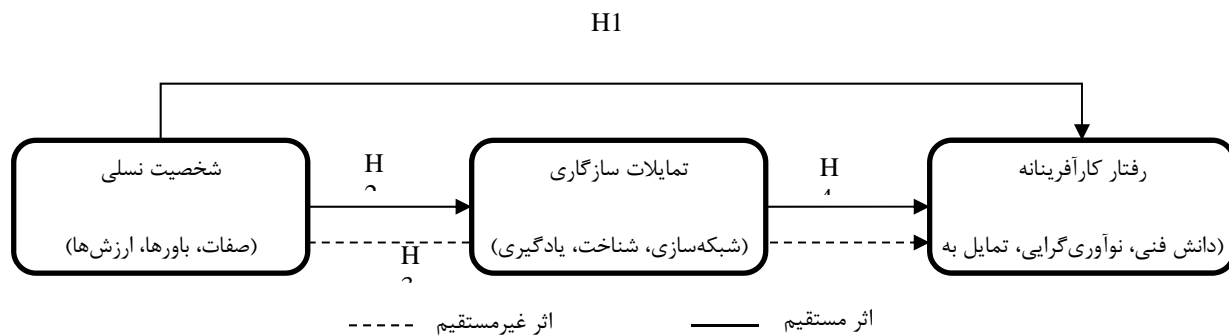 H1
شخصیت نسلی
(صفات، باورها، ارزش‌ها)
H
تمایلات سازگاری
(شبکه‌سازی، شناخت، یادگیری)
H
رفتار کارآفرینانه
(دانش فنی، نوآوری‌گرایی، تمایل به
H
اثر مستقیم
اثر غیرمستقیم